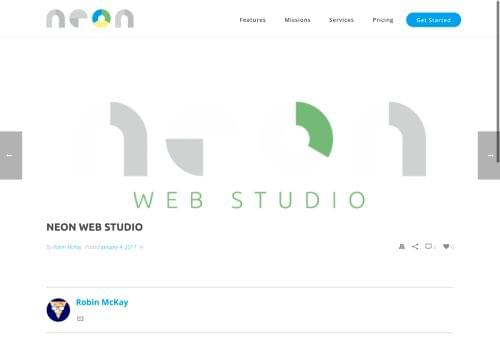 neon
Features Missions Services Pricing Get Started
neon
WEB STUDIO
← →
NEON WEB STUDIO
By Robin McKay Posted January 4, 2017 In
0 0
Robin McKay